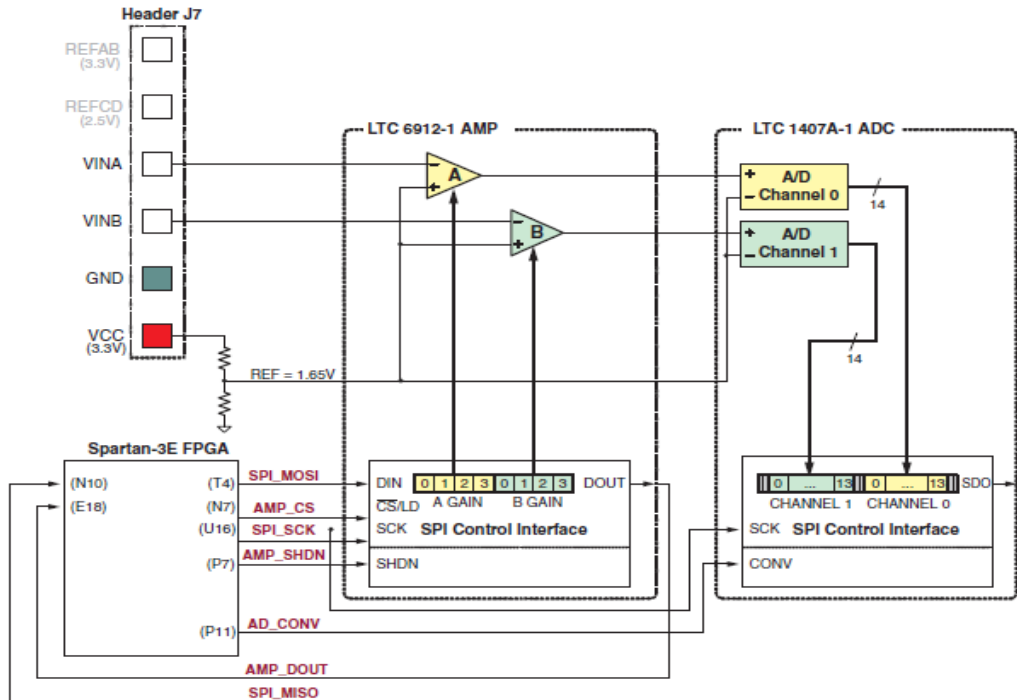 Header J7
REFAB
(3.3V)
REFCD
(2.5V)
VINA
VINB
GND
VCC
(3.3V)
REF = 1.65V
LTC 6912-1 AMP
A
B
DIN
0 1 2 3 0 1 2 3
DOUT
A GAIN B GAIN
CS/LD
SCK SPI Control Interface
SHDN
LTC 1407A-1 ADC
+ A/D
- Channel 0
14
+ A/D
- Channel 1
14
0 ... 13 0 ... 13
SDO
CHANNEL 1 CHANNEL 0
SCK SPI Control Interface
CONV
Spartan-3E FPGA
(N10) (T4) SPI_MOSI
(E18) (N7) AMP_CS
(U16) SPI_SCK
(P7) AMP_SHDN
(P11) AD_CONV
AMP_DOUT
SPI_MISO